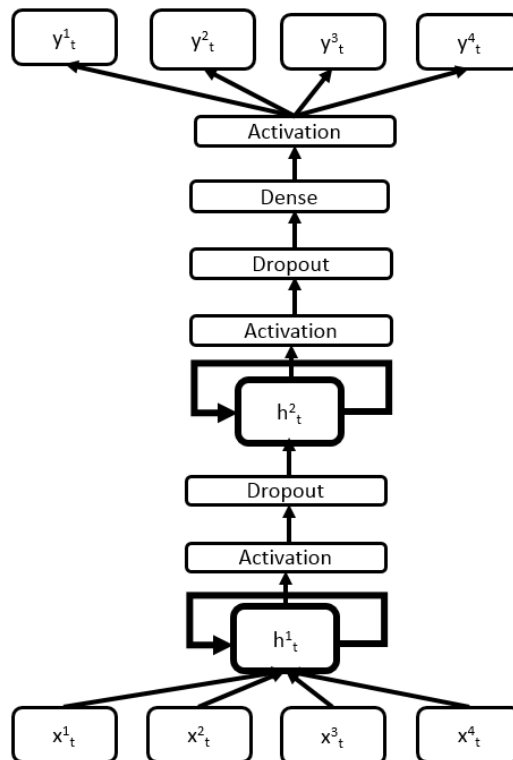 y¹ₜ y²ₜ y³ₜ y⁴ₜ
Activation
Dense
Dropout
Activation
h²ₜ
Dropout
Activation
h¹ₜ
x¹ₜ x²ₜ x³ₜ x⁴ₜ